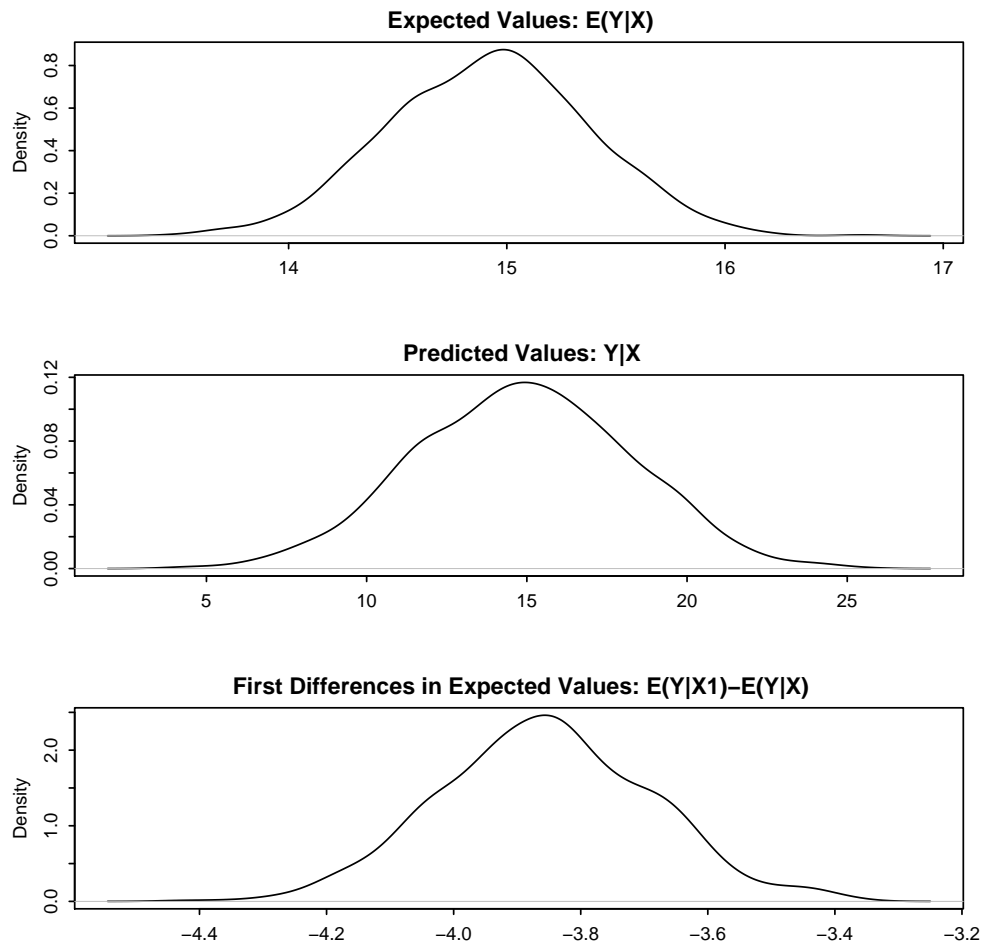 Expected Values: E(Y|X)
Density
0.0 0.2 0.4 0.6 0.8
14 15 16 17
Predicted Values: Y|X
Density
0.00 0.04 0.08 0.12
5 10 15 20 25
First Differences in Expected Values: E(Y|X1)−E(Y|X)
Density
0.0 1.0 2.0
−4.4 −4.2 −4.0 −3.8 −3.6 −3.4 −3.2